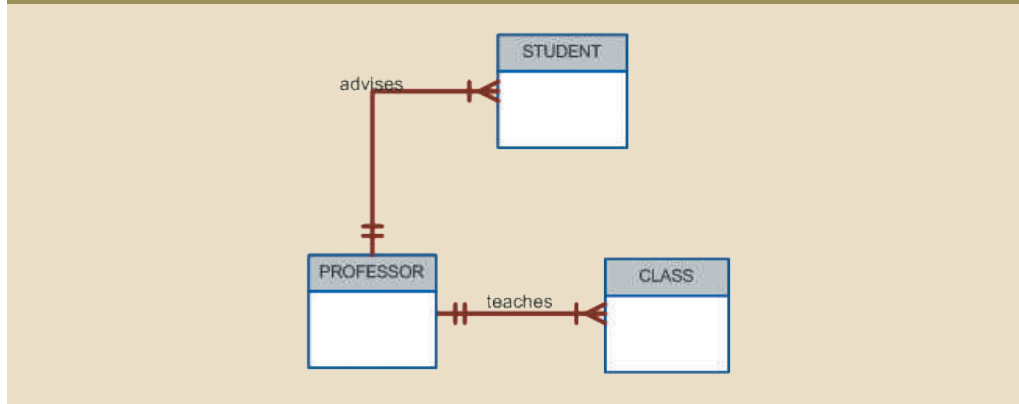 STUDENT
advises
PROFESSOR
CLASS
teaches